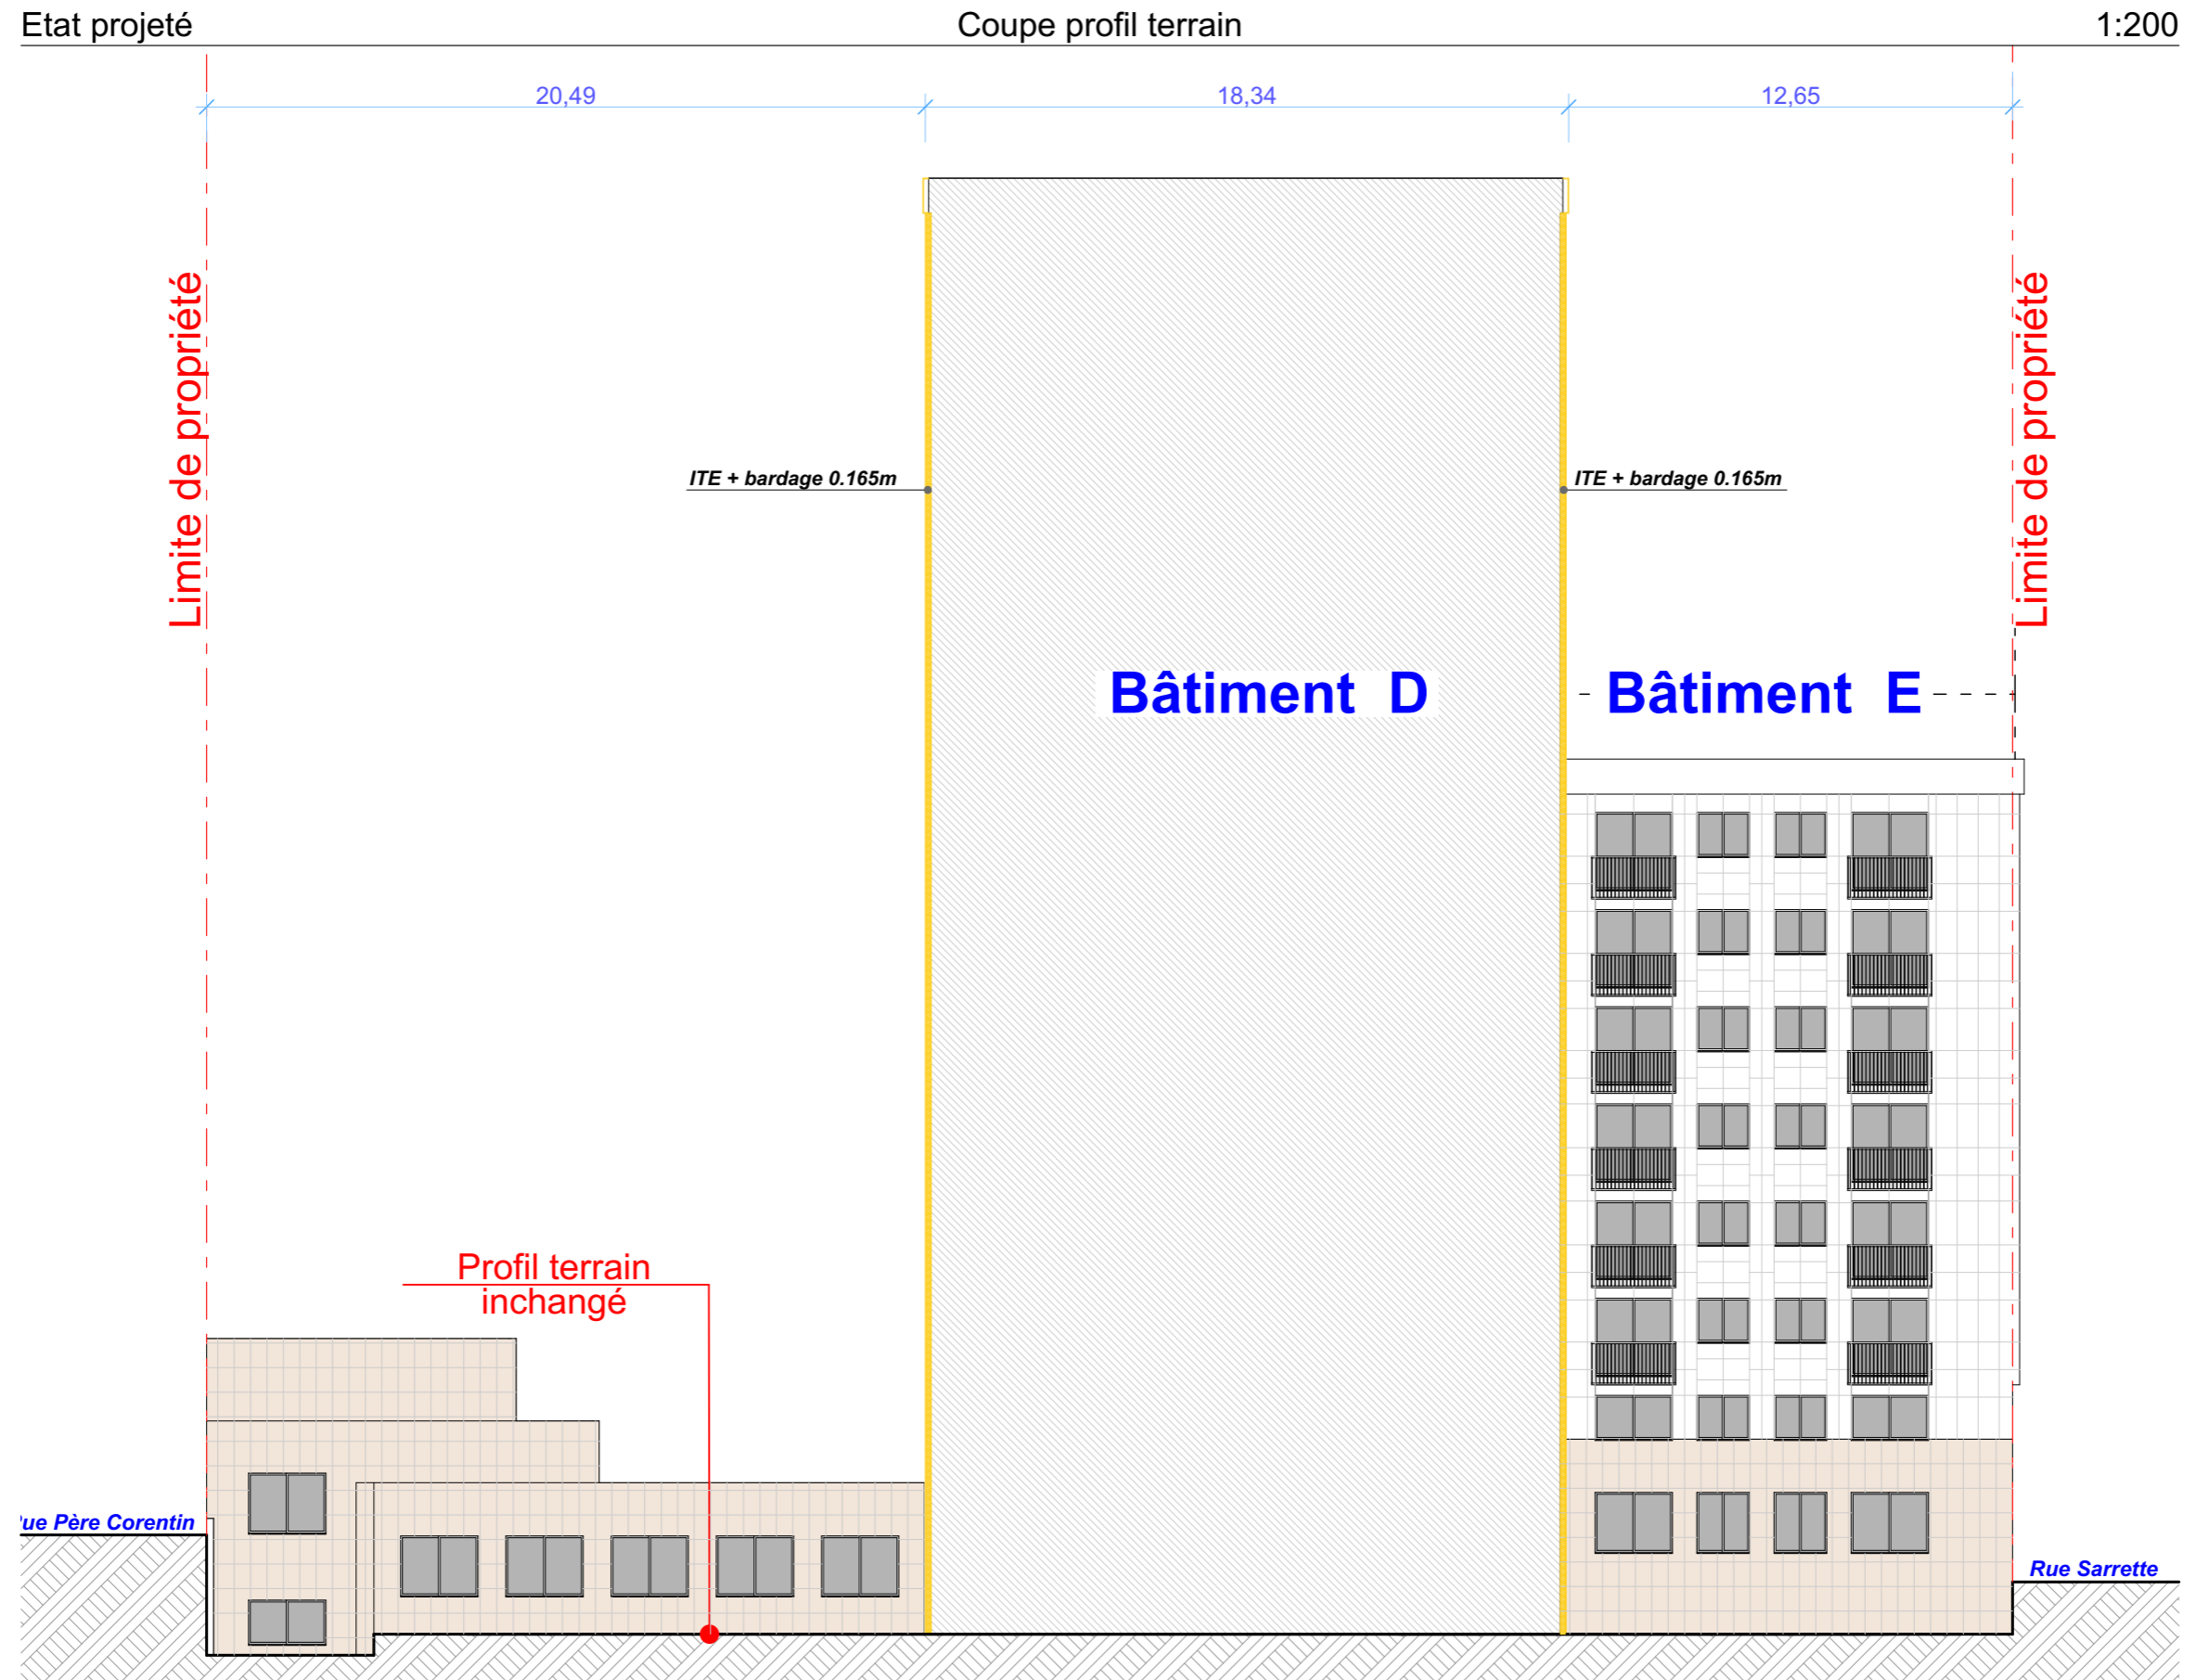 Etat projeté
Coupe profil terrain
1:200
20,49
18,34
12,65
Limite de propriété
Limite de propriété
ITE + bardage 0.165m
ITE + bardage 0.165m
Bâtiment D
Bâtiment E
Profil terrain
inchangé
Père Corentin
Rue Sarrette